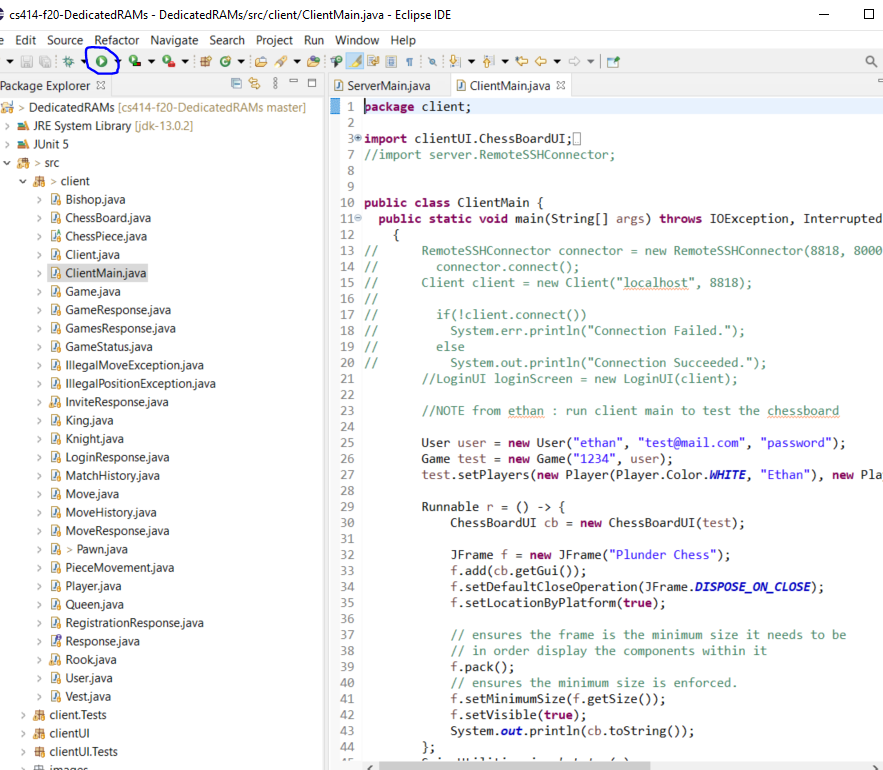 cs414-f20-DedicatedRAMs - DedicatedRAMs/src/client/ClientMain.java - Eclipse IDE
Edit Source Refactor Navigate Search Project Run Window Help
Package Explorer
DedicatedRAMs [cs414-f20-DedicatedRAMs master]
JRE System Library [jdk-13.0.2]
JUnit 5
> src
> client
Bishop.java
ChessBoard.java
ChessPiece.java
Client.java
ClientMain.java
Game.java
GameResponse.java
GamesResponse.java
GameStatus.java
IllegalMoveException.java
IllegalPositionException.java
InviteResponse.java
King.java
Knight.java
LoginResponse.java
MatchHistory.java
Move.java
MoveHistory.java
MoveResponse.java
> Pawn.java
PieceMovement.java
Player.java
Queen.java
RegistrationResponse.java
Response.java
Rook.java
User.java
Vest.java
client.Tests
clientUI
clientUI.Tests
images
ServerMain.java ClientMain.java
1 package client;
2
3 import clientUI.ChessBoardUI;
7 //import server.RemoteSSHConnector;
8
9
10 public class ClientMain {
11 public static void main(String[] args) throws IOException, Interrupted
12 {
13 // RemoteSSHConnector connector = new RemoteSSHConnector(8818, 8000
14 // connector.connect();
15 // Client client = new Client("localhost", 8818);
16 //
17 // if(!client.connect())
18 // System.err.println("Connection Failed.");
19 // else
20 // System.out.println("Connection Succeeded.");
21 //LoginUI loginScreen = new LoginUI(client);
22
23 //NOTE from ethan : run client main to test the chessboard
24
25 User user = new User("ethan", "test@mail.com", "password");
26 Game test = new Game("1234", user);
27 test.setPlayers(new Player(Player.Color.WHITE, "Ethan"), new Pla
28
29 Runnable r = () -> {
30 ChessBoardUI cb = new ChessBoardUI(test);
31
32 JFrame f = new JFrame("Plunder Chess");
33 f.add(cb.getGui());
34 f.setDefaultCloseOperation(JFrame.DISPOSE_ON_CLOSE);
35 f.setLocationByPlatform(true);
36
37 // ensures the frame is the minimum size it needs to be
38 // in order display the components within it
39 f.pack();
40 // ensures the minimum size is enforced.
41 f.setMinimumSize(f.getSize());
42 f.setVisible(true);
43 System.out.println(cb.toString());
44 };